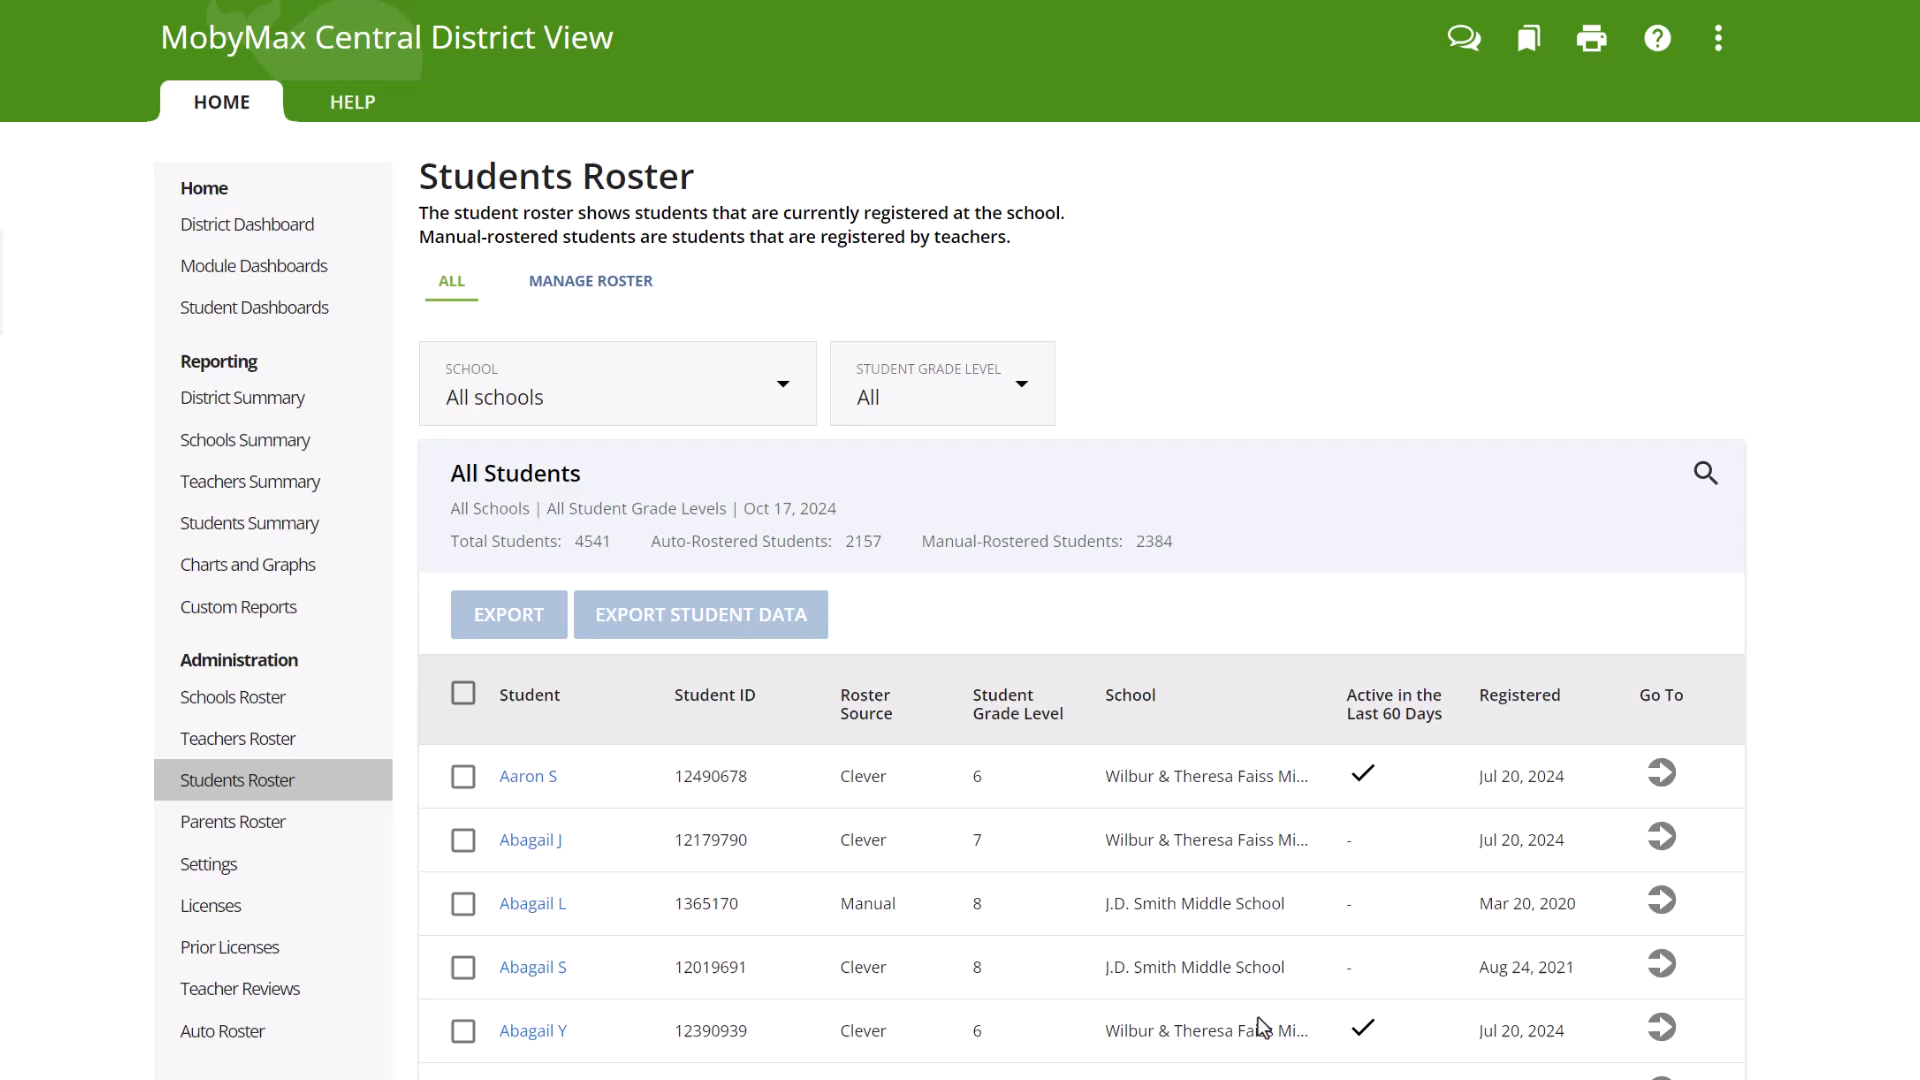 MobyMax Central District View
HOME
HELP
Home
District Dashboard
Module Dashboards
Student Dashboards
Reporting
District Summary
Schools Summary
Teachers Summary
Students Summary
Charts and Graphs
Custom Reports
Administration
Schools Roster
Teachers Roster
Students Roster
Parents Roster
Settings
Licenses
Prior Licenses
Teacher Reviews
Auto Roster
Students Roster
The student roster shows students that are currently registered at the school.
Manual-rostered students are students that are registered by teachers.
ALL MANAGE ROSTER
SCHOOL
All schools
STUDENT GRADE LEVEL
All
All Students
All Schools | All Student Grade Levels | Oct 17, 2024
Total Students: 4541 Auto-Rostered Students: 2157 Manual-Rostered Students: 2384
EXPORT EXPORT STUDENT DATA
Student Student ID Roster Source Student Grade Level School Active in the Last 60 Days Registered Go To
Aaron S 12490678 Clever 6 Wilbur & Theresa Faiss Mi... Jul 20, 2024
Abagail J 12179790 Clever 7 Wilbur & Theresa Faiss Mi... - Jul 20, 2024
Abagail L 1365170 Manual 8 J.D. Smith Middle School - Mar 20, 2020
Abagail S 12019691 Clever 8 J.D. Smith Middle School - Aug 24, 2021
Abagail Y 12390939 Clever 6 Wilbur & Theresa Faiss Mi... Jul 20, 2024